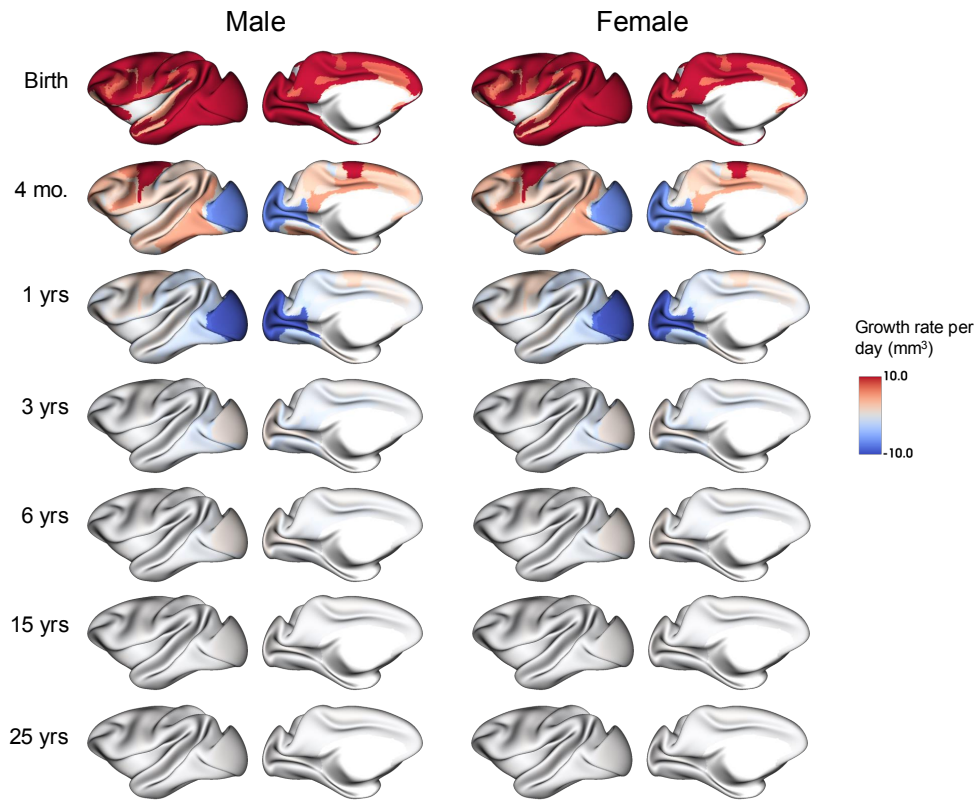 Male
Female
Birth
4 mo.
1 yrs
3 yrs
6 yrs
15 yrs
25 yrs
Growth rate per
day (mm³)
10.0
-10.0